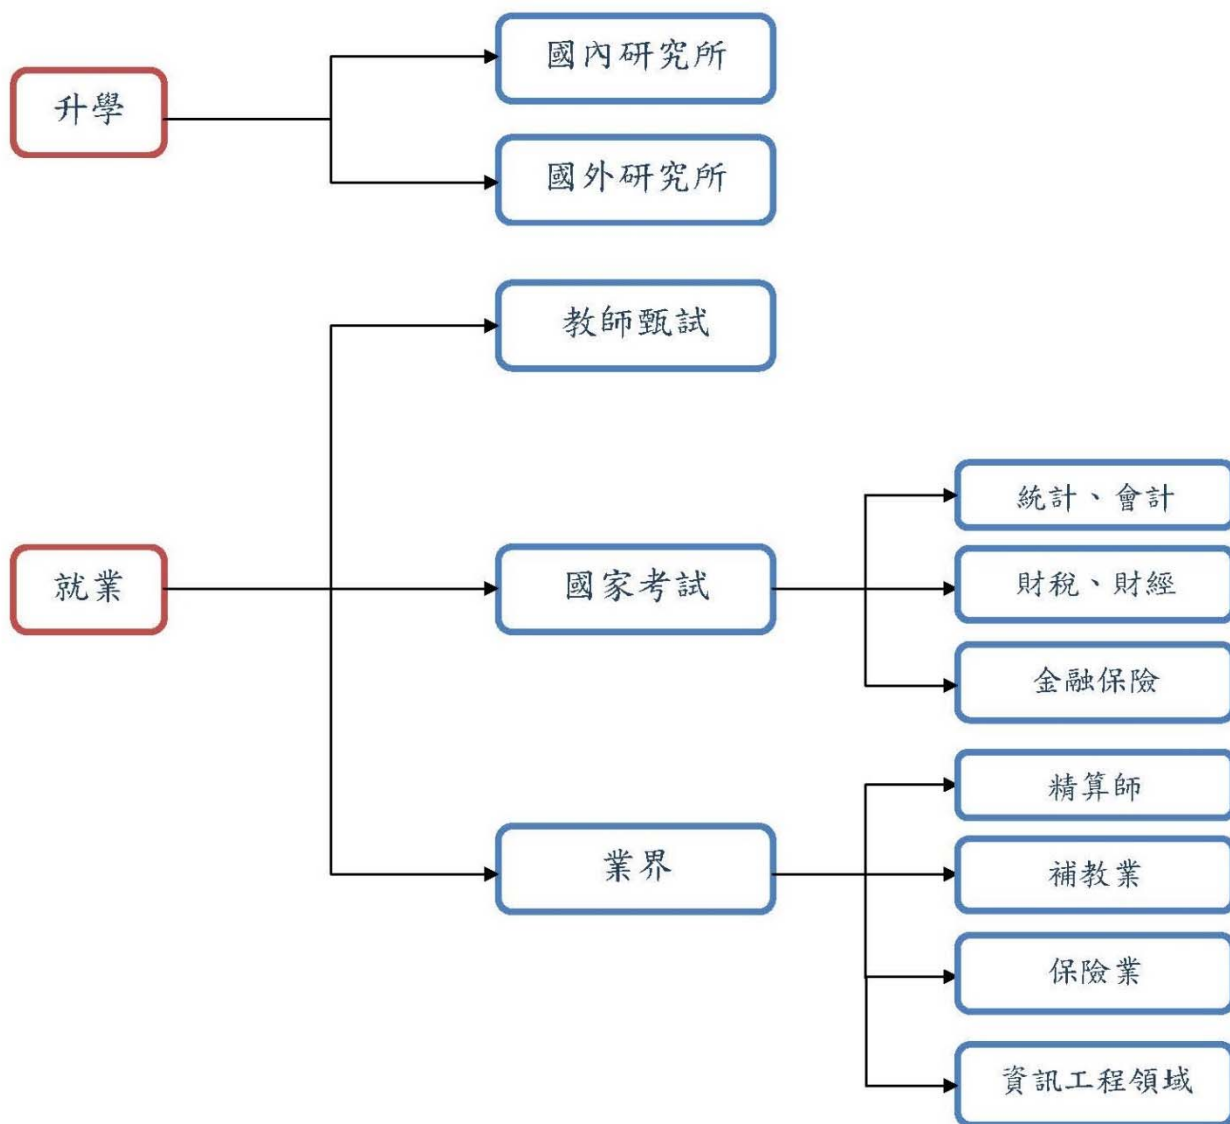 升學
國內研究所
國外研究所
就業
教師甄試
國家考試
統計、會計
財稅、財經
金融保險
業界
精算師
補教業
保險業
資訊工程領域